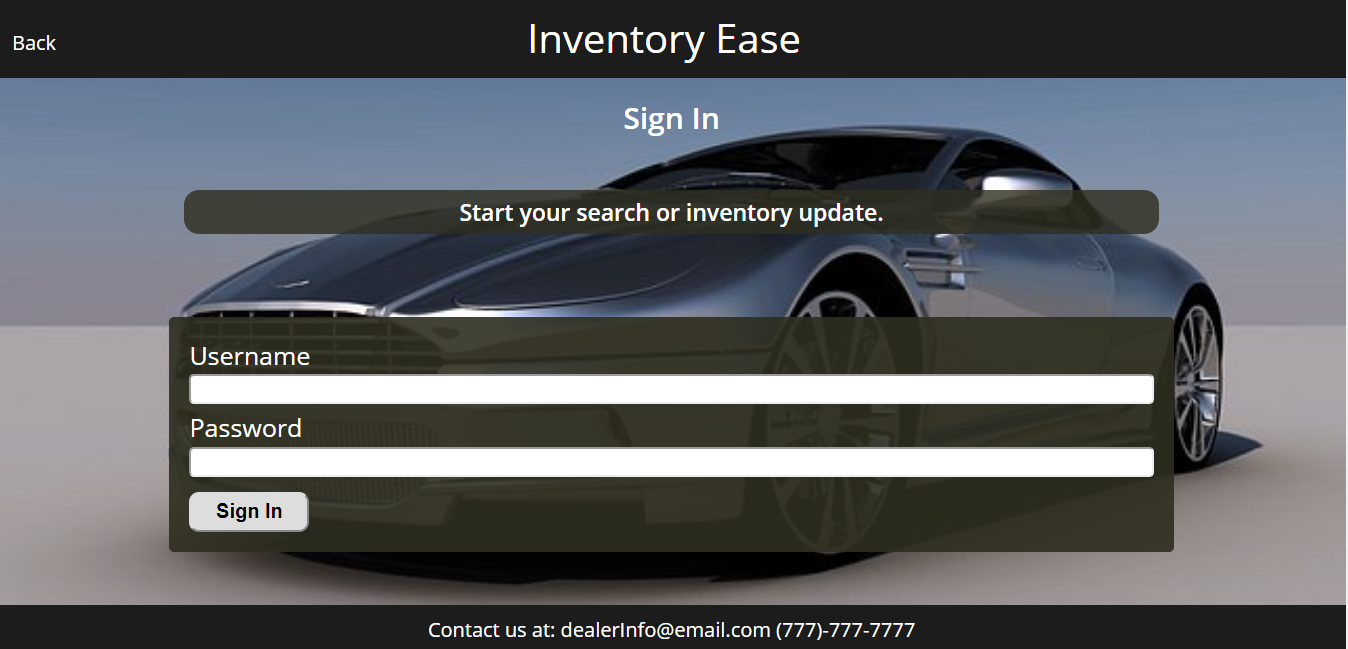 Back
Inventory Ease
Sign In
Start your search or inventory update.
Username
Password
Sign In
Contact us at: dealerInfo@email.com (777)-777-7777